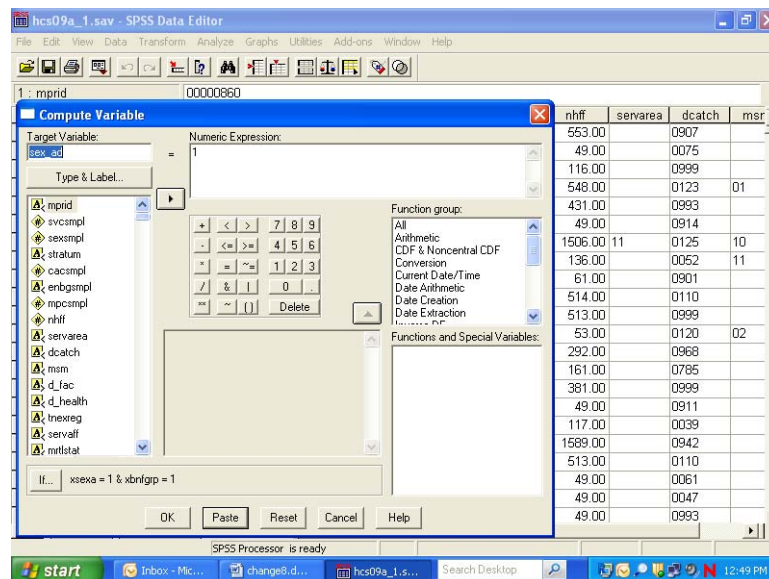 hcs09a_1.sav - SPSS Data Editor
File Edit View Data Transform Analyze Graphs Utilities Add-ons Window Help
1 : mprid 00000860
Compute Variable
Target Variable:
sex_ad
=
Numeric Expression:
1
Type & Label...
mprid
svcsmpl
sexsmpl
stratum
cacsmpl
enbgsmpl
mpcsmpl
nhff
servarea
dcatch
msm
d_fac
d_health
tnexreg
servaff
mrtlstat
+ < > 7 8 9
- <= >= 4 5 6
* = ~= 1 2 3
/ & | 0 .
** ~ () Delete
Function group:
All
Arithmetic
CDF & Noncentral CDF
Conversion
Current Date/Time
Date Arithmetic
Date Creation
Date Extraction
Functions and Special Variables:
If... xsexa = 1 & xbnfgrp = 1
OK Paste Reset Cancel Help
nhff servarea dcatch msr
553.00 0907
49.00 0075
116.00 0999
548.00 0123 01
431.00 0993
49.00 0914
1506.00 11 0125 10
136.00 0052 11
61.00 0901
514.00 0110
513.00 0999
53.00 0120 02
292.00 0968
161.00 0785
381.00 0999
49.00 0911
117.00 0039
1589.00 0942
513.00 0110
49.00 0061
49.00 0047
49.00 0993
SPSS Processor is ready
start Inbox - Mic... change8.d... hcs09a_1.s... Search Desktop N 12:49 PM